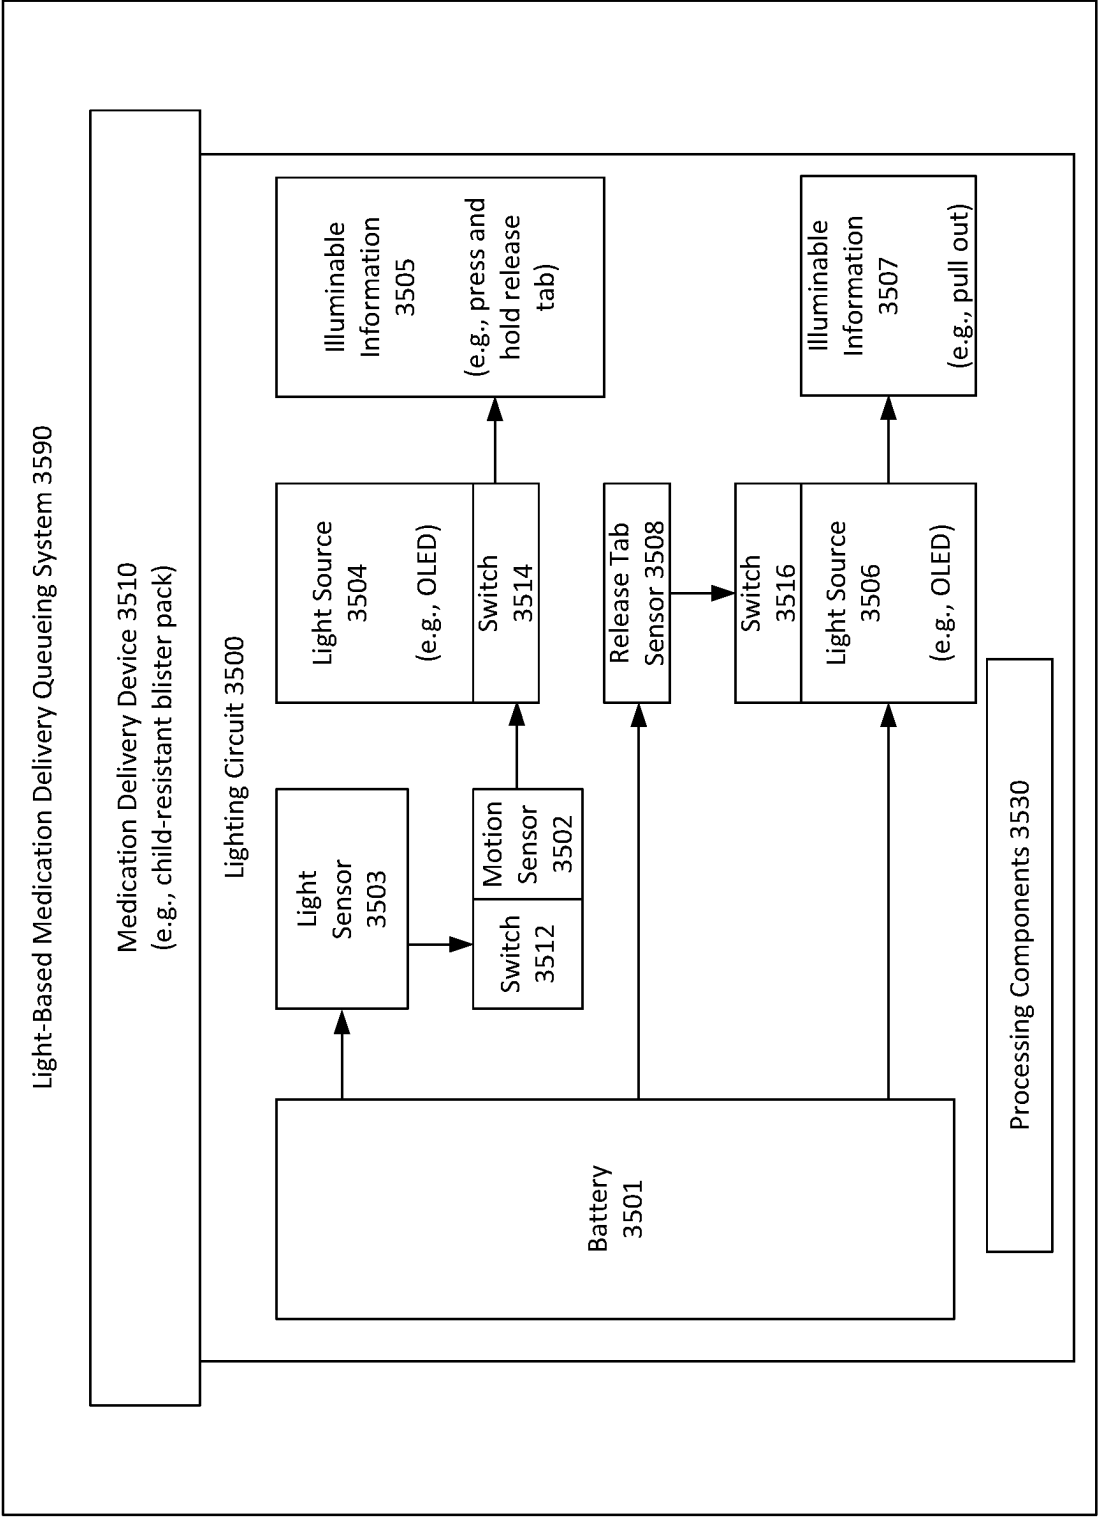 Light-Based Medication Delivery Queueing System 3590
Medication Delivery Device 3510
(e.g., child-resistant blister pack)
Lighting Circuit 3500
Battery
3501
Light
Sensor
3503
Switch
3512
Motion
Sensor
3502
Light Source
3504
(e.g., OLED)
Switch
3514
Illuminable
Information
3505
(e.g., press and
hold release
tab)
Release Tab
Sensor 3508
Switch
3516
Light Source
3506
(e.g., OLED)
Illuminable
Information
3507
(e.g., pull out)
Processing Components 3530